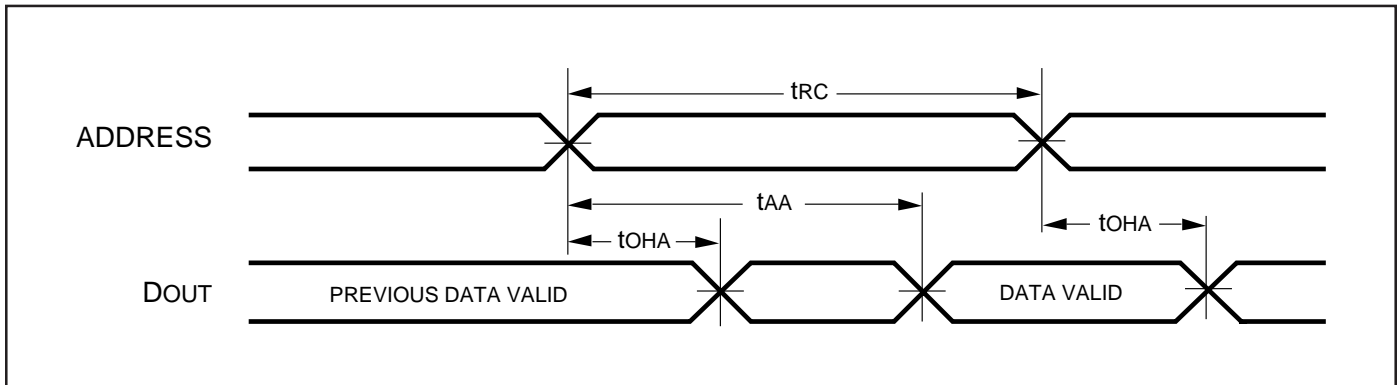 tRC
ADDRESS
tAA
tOHA
tOHA
DOUT
PREVIOUS DATA VALID
DATA VALID